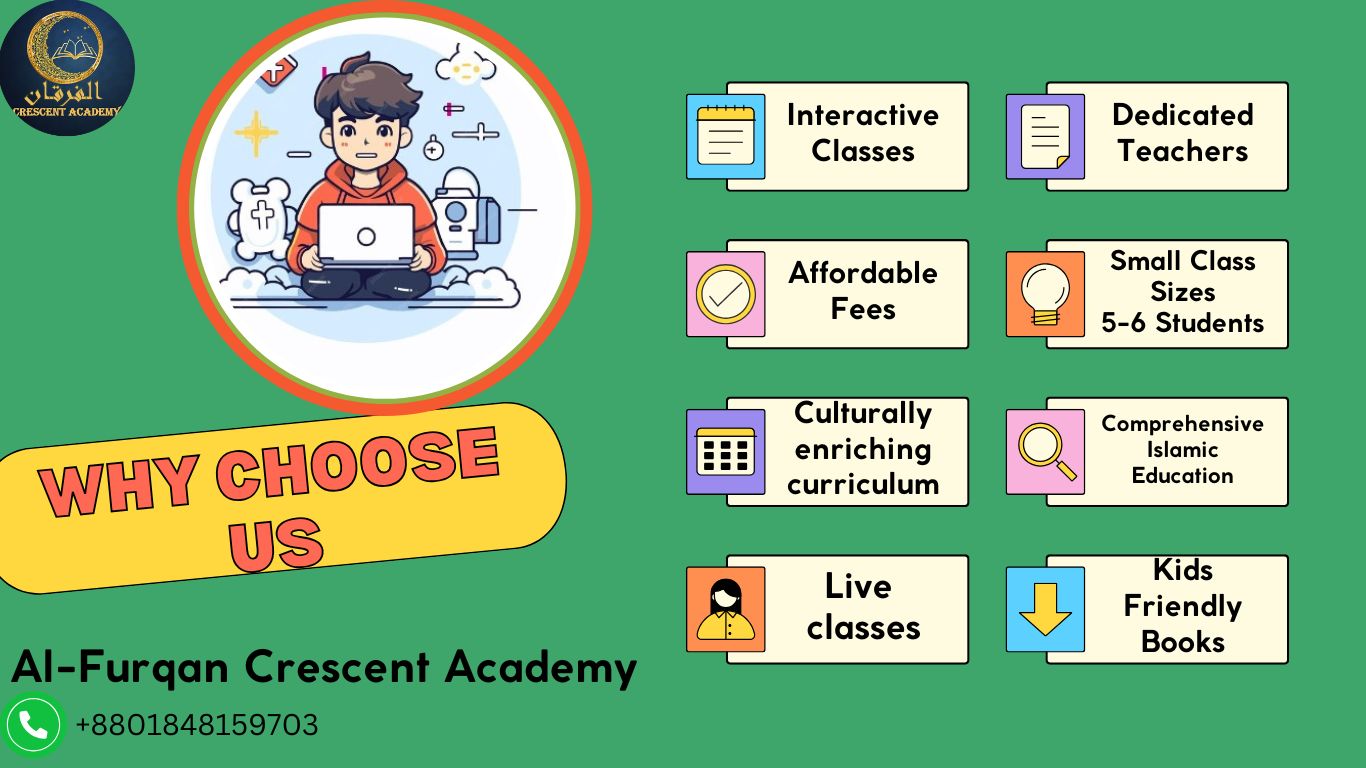 الفرقان
CRESCENT ACADEMY
WHY CHOOSE
US
Al-Furqan Crescent Academy
+8801848159703
Interactive
Classes
Dedicated
Teachers
Affordable
Fees
Small Class
Sizes
5-6 Students
Culturally
enriching
curriculum
Comprehensive
Islamic
Education
Live
classes
Kids
Friendly
Books